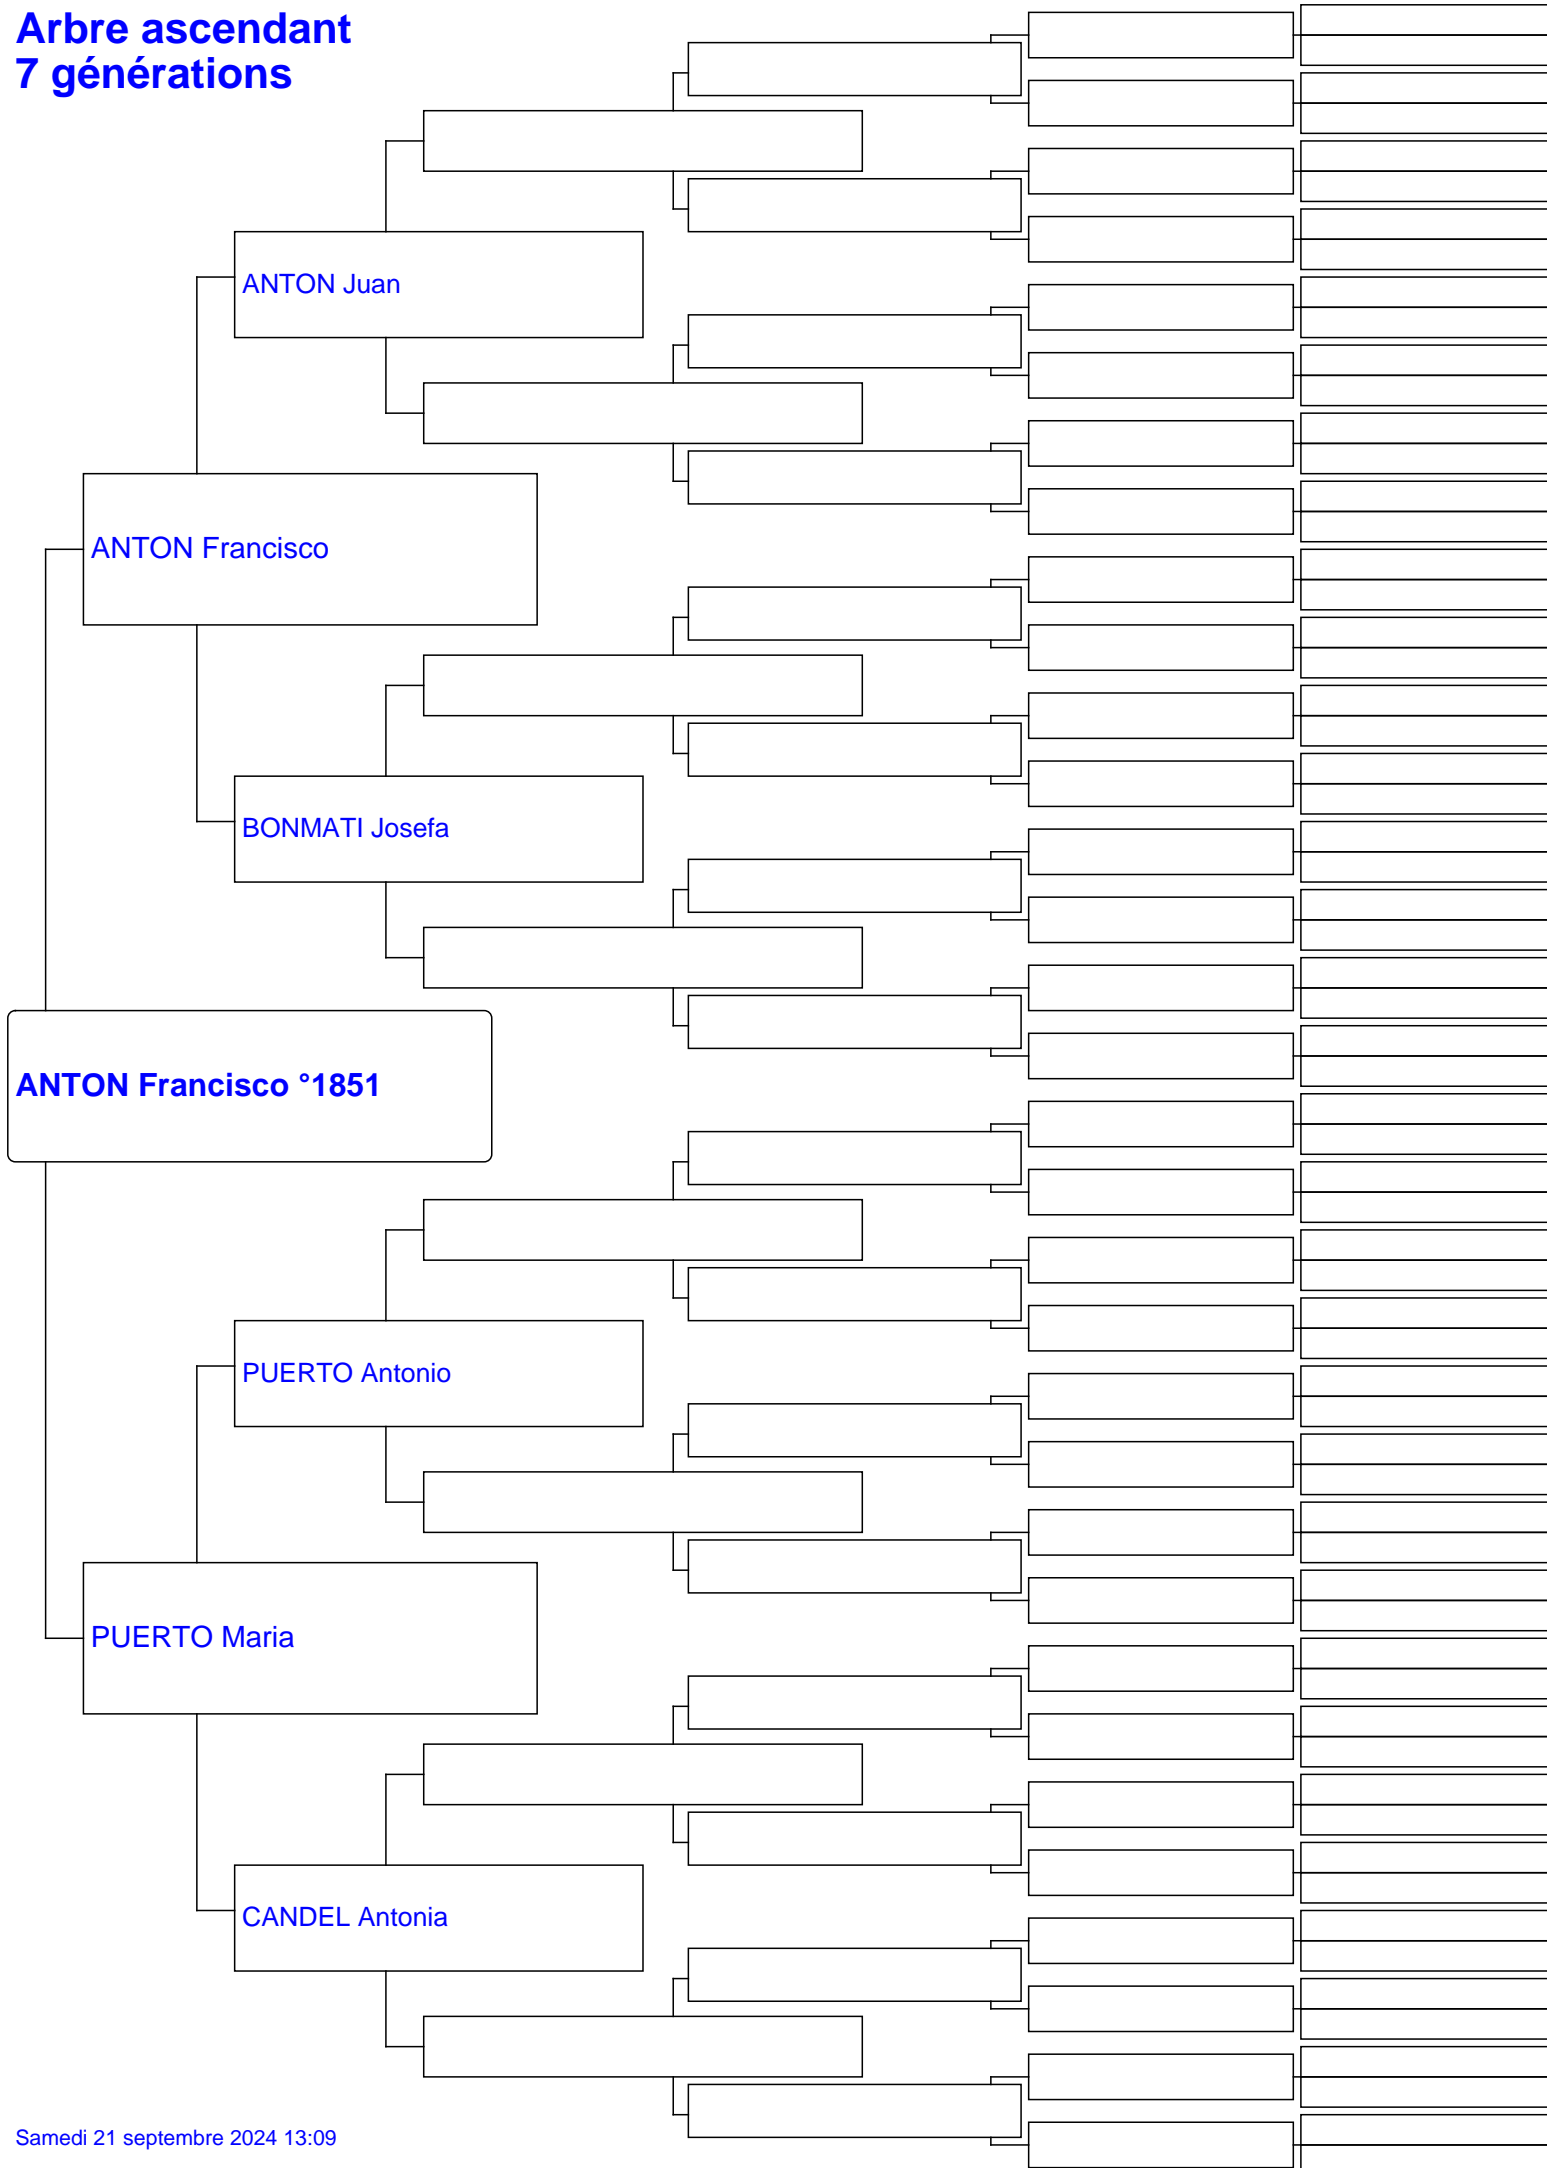 Arbre ascendant
7 générations
ANTON Juan
ANTON Francisco
BONMATI Josefa
ANTON Francisco °1851
PUERTO Antonio
PUERTO Maria
CANDEL Antonia
Samedi 21 septembre 2024 13:09